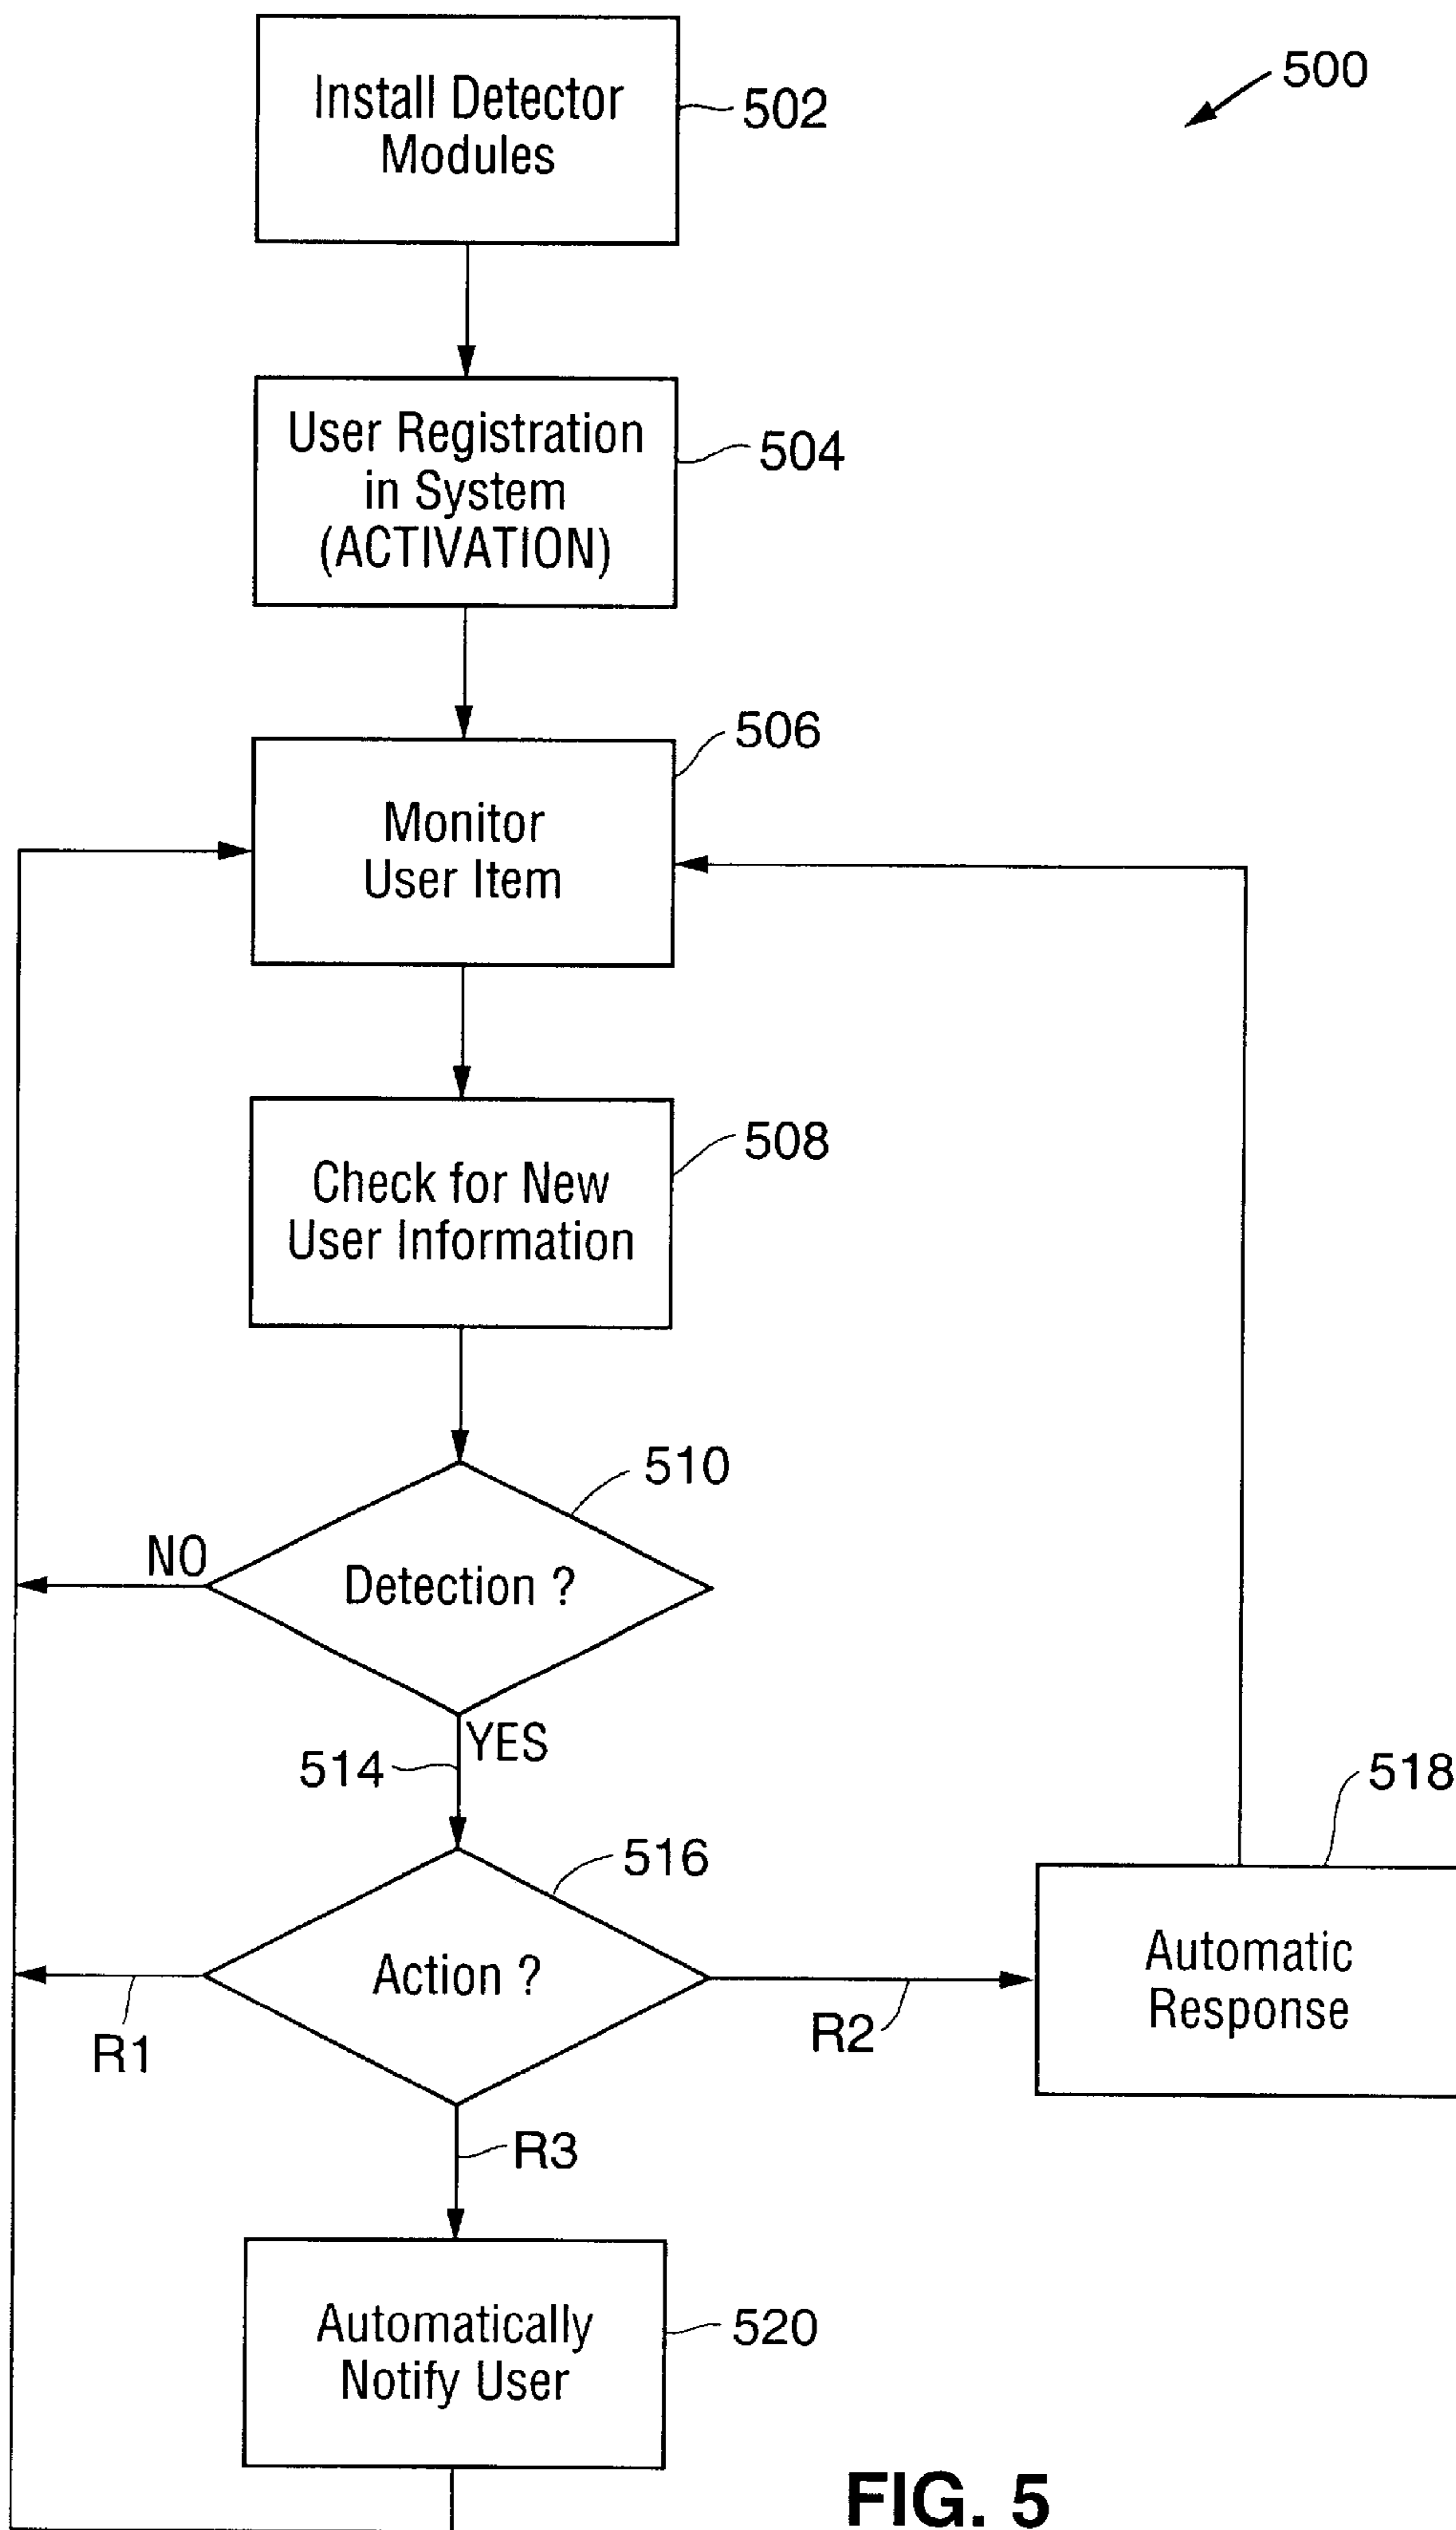 500
Install Detector
Modules
502
User Registration
in System
(ACTIVATION)
504
506
Monitor
User Item
508
Check for New
User Information
510
NO
Detection ?
YES
514
518
516
Action ?
Automatic
Response
R1
R2
R3
Automatically
Notify User
520
FIG. 5